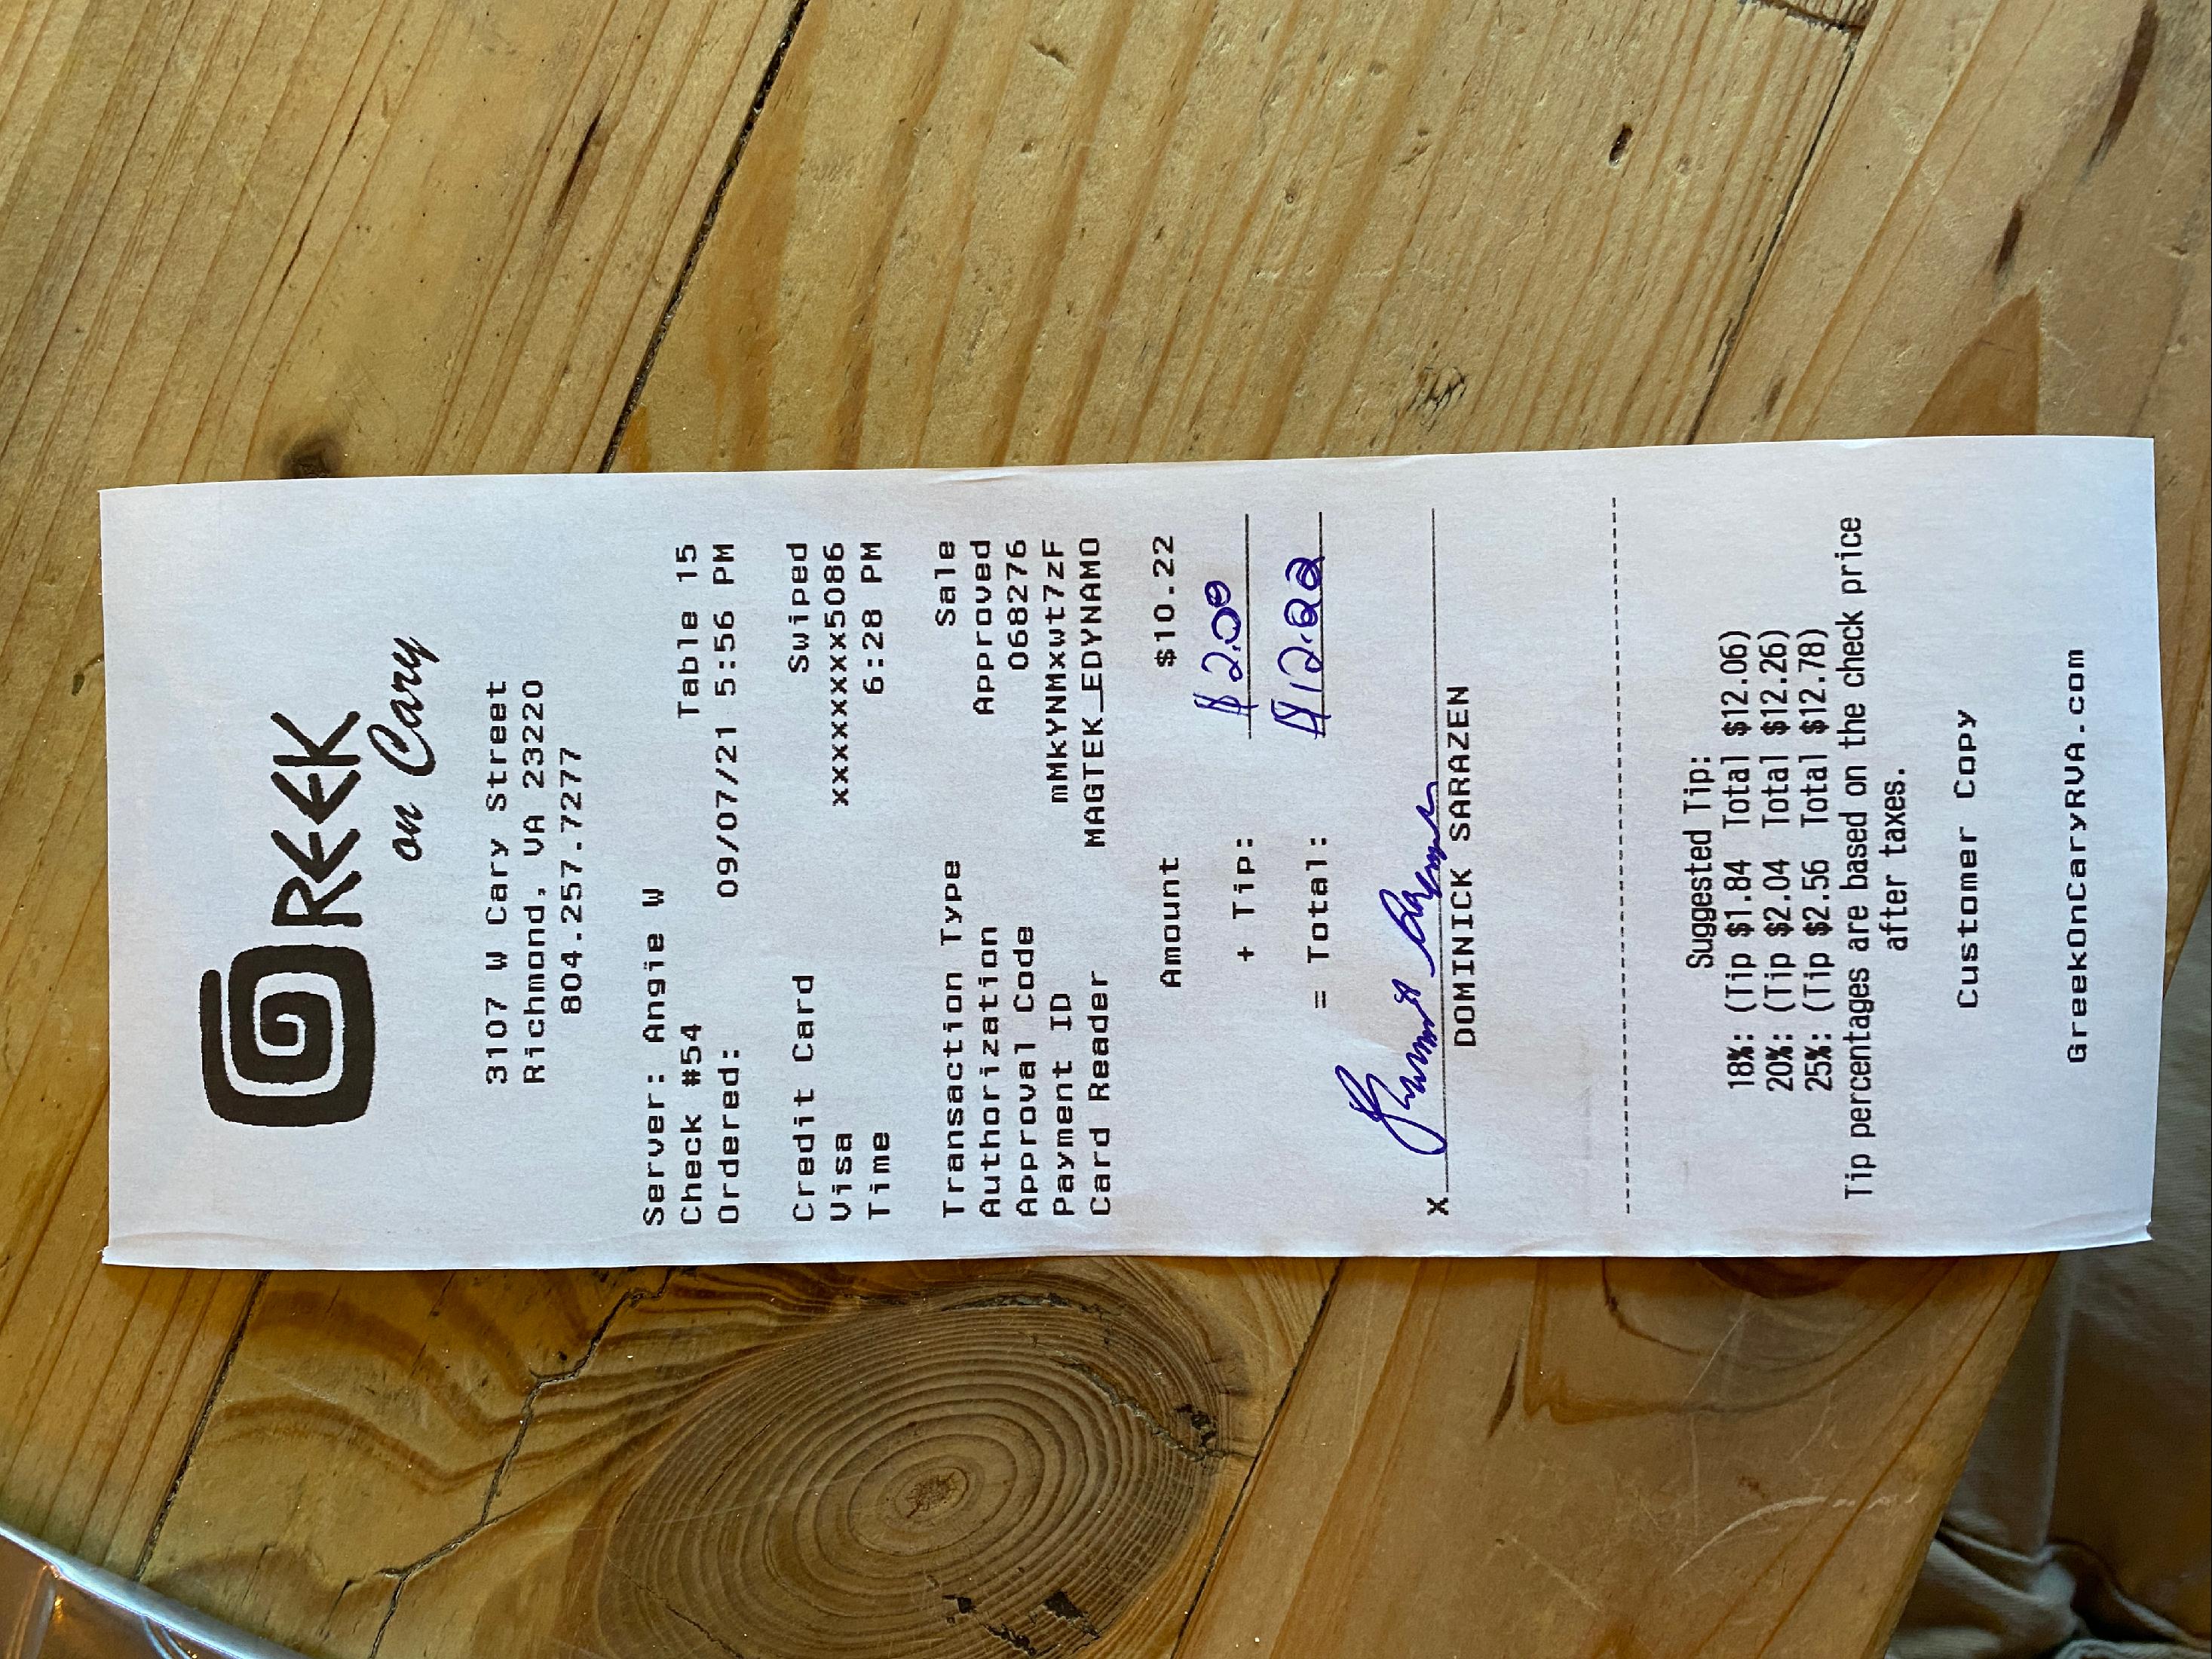 GREEK
on Cary
3107 W Cary Street
Richmond, VA 23220
804.257.7277
Server: Angie W
Check #54 Table 15
Ordered: 09/07/21 5:56 PM
Credit Card Swiped
Visa xxxxxxxx5086
Time 6:28 PM
Transaction Type Sale
Authorization Approved
Approval Code 068276
Payment ID mMkYNMxwt7zF
Card Reader MAGTEK_EDYNAMO
Amount $10.22
+ Tip: $2.00
= Total: $12.22
x
DOMINICK SARAZEN
Suggested Tip:
18%: (Tip $1.84 Total $12.06)
20%: (Tip $2.04 Total $12.26)
25%: (Tip $2.56 Total $12.78)
Tip percentages are based on the check price
after taxes.
Customer Copy
GreekOnCaryRVA.com